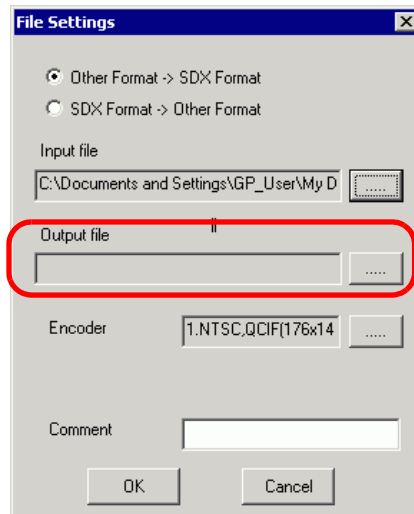 File Settings
Other Format -> SDX Format
SDX Format -> Other Format
Input file
C:\Documents and Settings\GP_User\My D
.....
Output file
.....
Encoder
1.NTSC,QCIF(176x14
.....
Comment
OK
Cancel